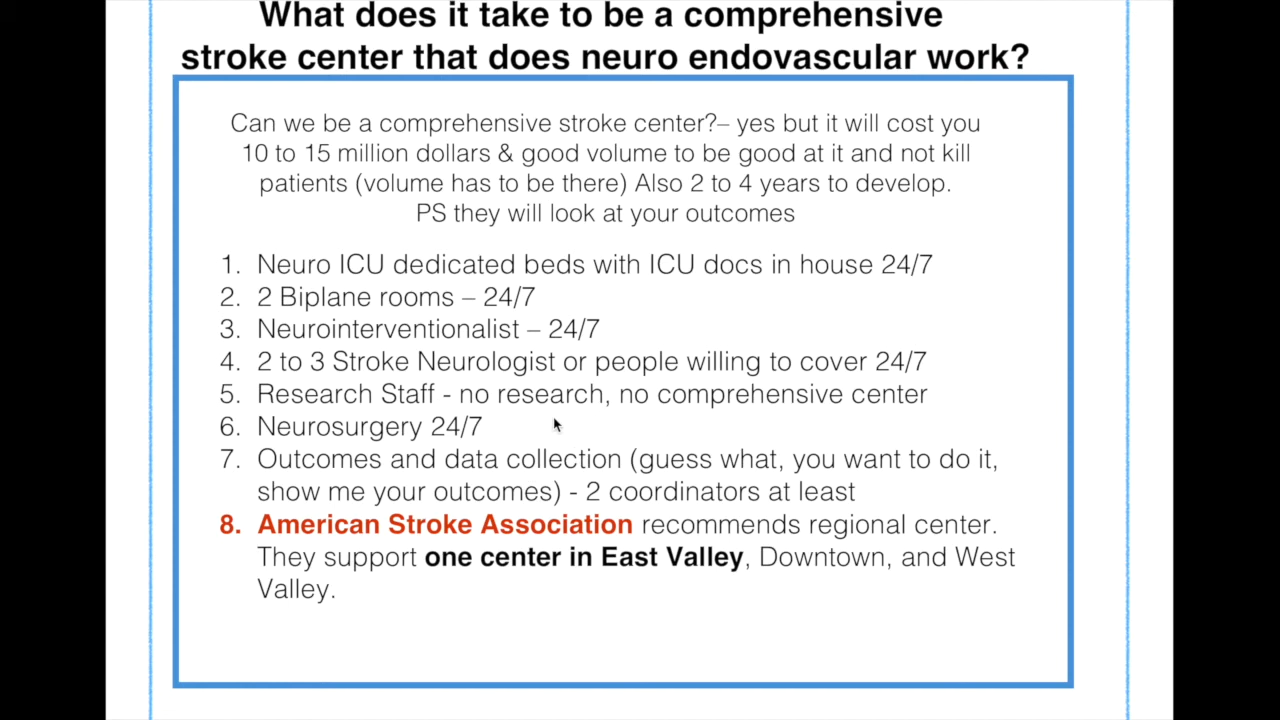 What does it take to be a comprehensive
stroke center that does neuro endovascular work?
Can we be a comprehensive stroke center?– yes but it will cost you
10 to 15 million dollars & good volume to be good at it and not kill
patients (volume has to be there) Also 2 to 4 years to develop.
PS they will look at your outcomes
1. Neuro ICU dedicated beds with ICU docs in house 24/7
2. 2 Biplane rooms – 24/7
3. Neurointerventionalist – 24/7
4. 2 to 3 Stroke Neurologist or people willing to cover 24/7
5. Research Staff - no research, no comprehensive center
6. Neurosurgery 24/7
7. Outcomes and data collection (guess what, you want to do it,
show me your outcomes) - 2 coordinators at least
8. American Stroke Association recommends regional center.
They support one center in East Valley, Downtown, and West
Valley.